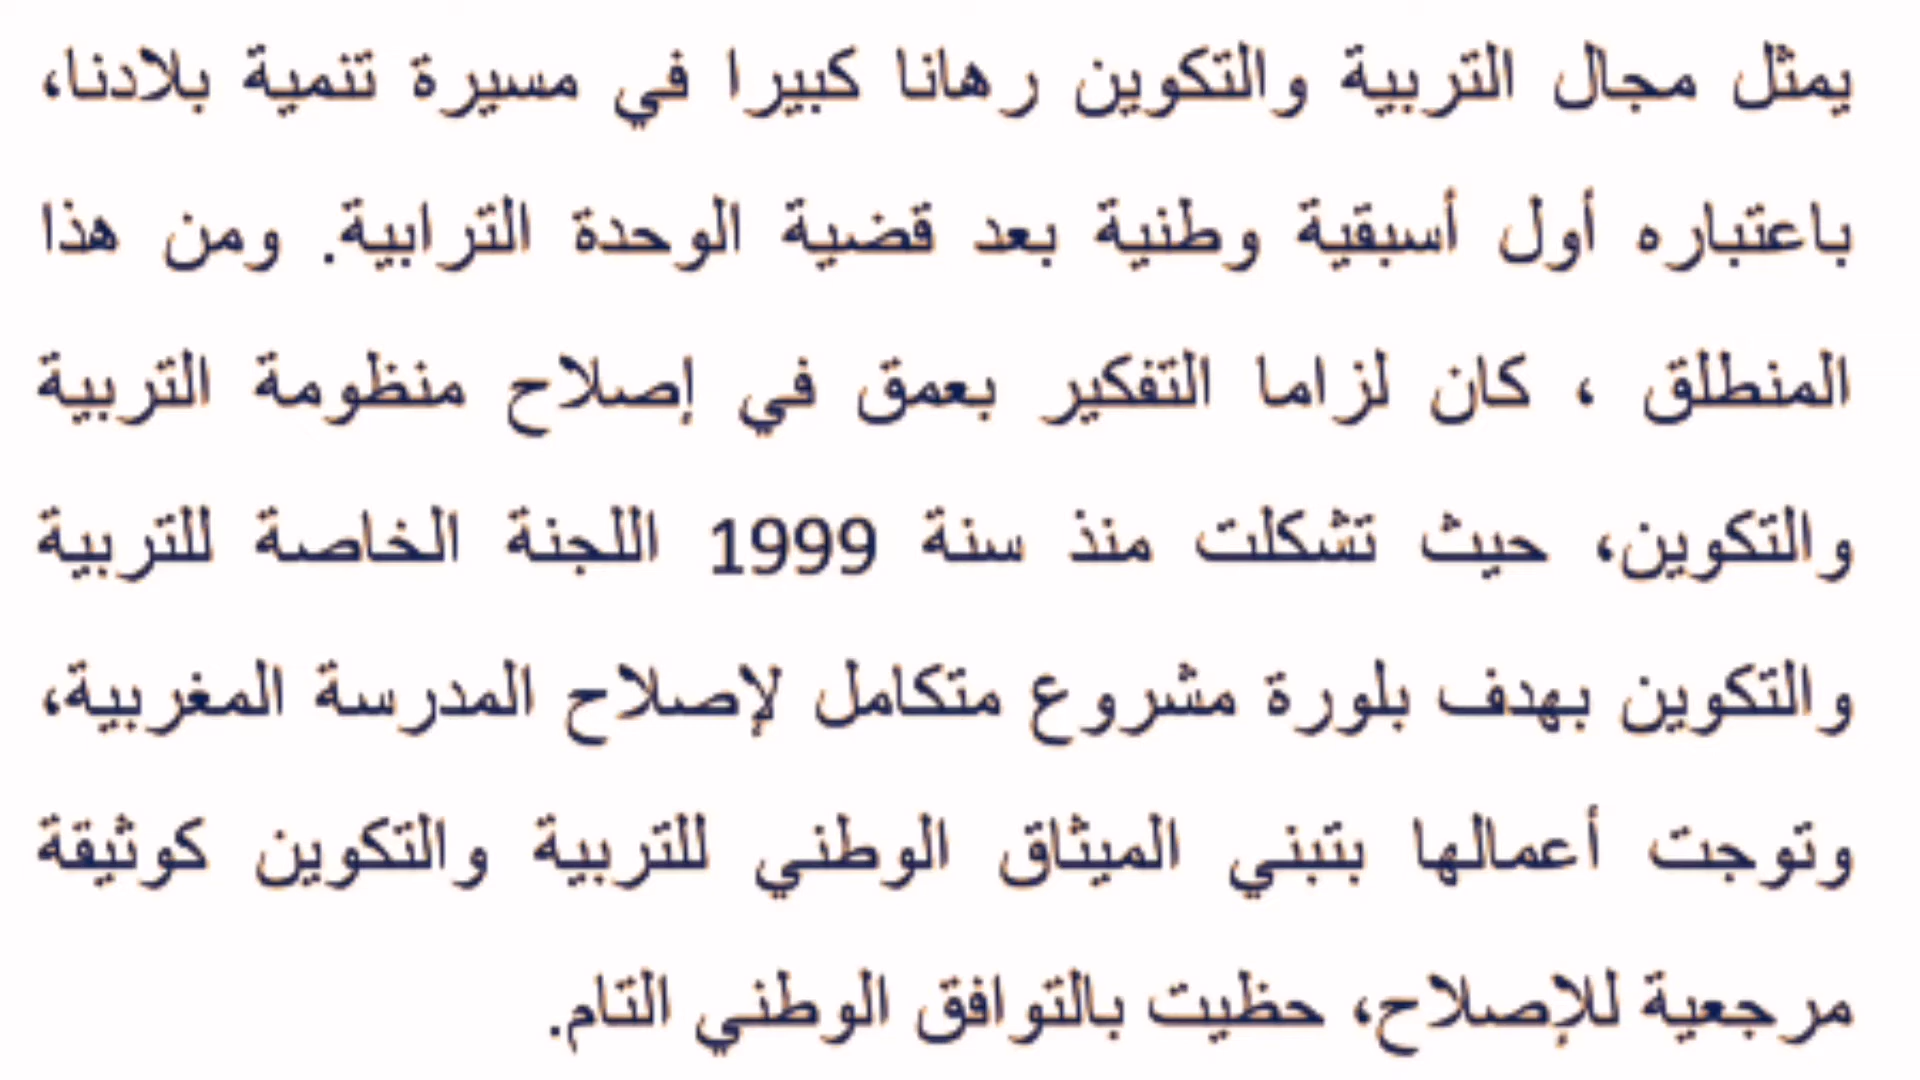 يمثل مجال التربية والتكوين رهانا كبيرا في مسيرة تنمية بلادنا،
باعتباره أول أسبقية وطنية بعد قضية الوحدة الترابية. ومن هذا
المنطلق ، كان لزاما التفكير بعمق في إصلاح منظومة التربية
والتكوين، حيث تشكلت منذ سنة 1999 اللجنة الخاصة للتربية
والتكوين بهدف بلورة مشروع متكامل لإصلاح المدرسة المغربية،
وتوجت أعمالها بتبني الميثاق الوطني للتربية والتكوين كوثيقة
مرجعية للإصلاح، حظيت بالتوافق الوطني التام.